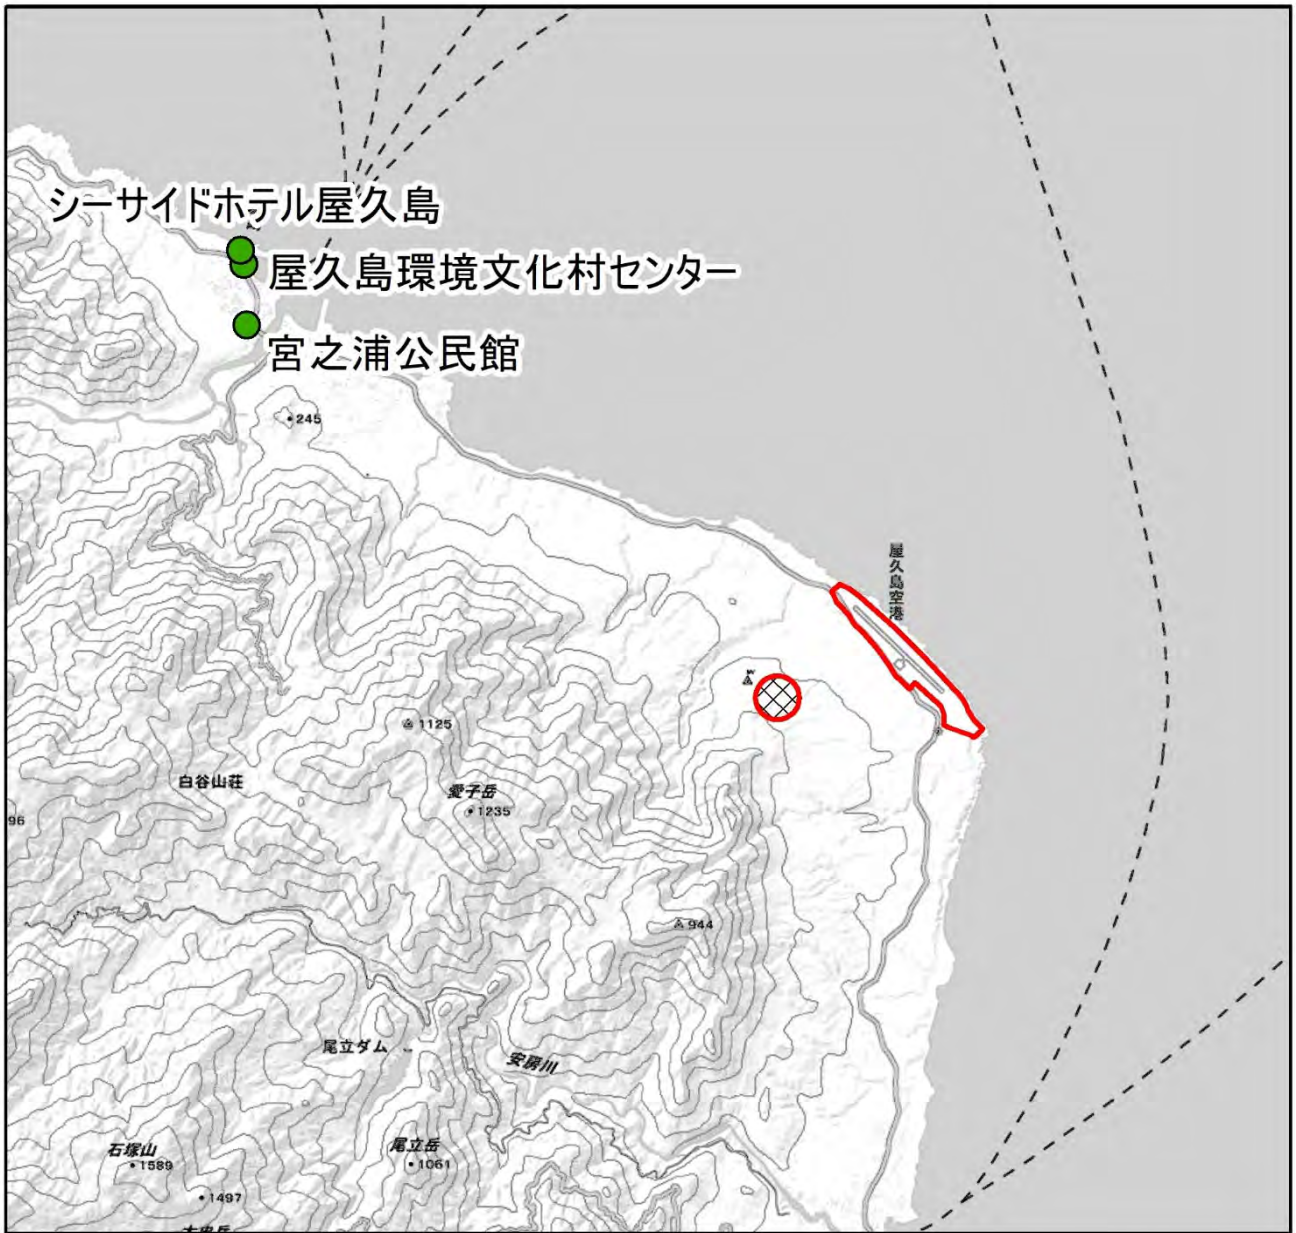 シーサイドホテル屋久島
屋久島環境文化村センター
宮之浦公民館
245
屋久島空港
1125
白谷山荘
愛子岳
1235
96
944
尾立ダム
安房川
石塚山
1589
尾立岳
1061
1497